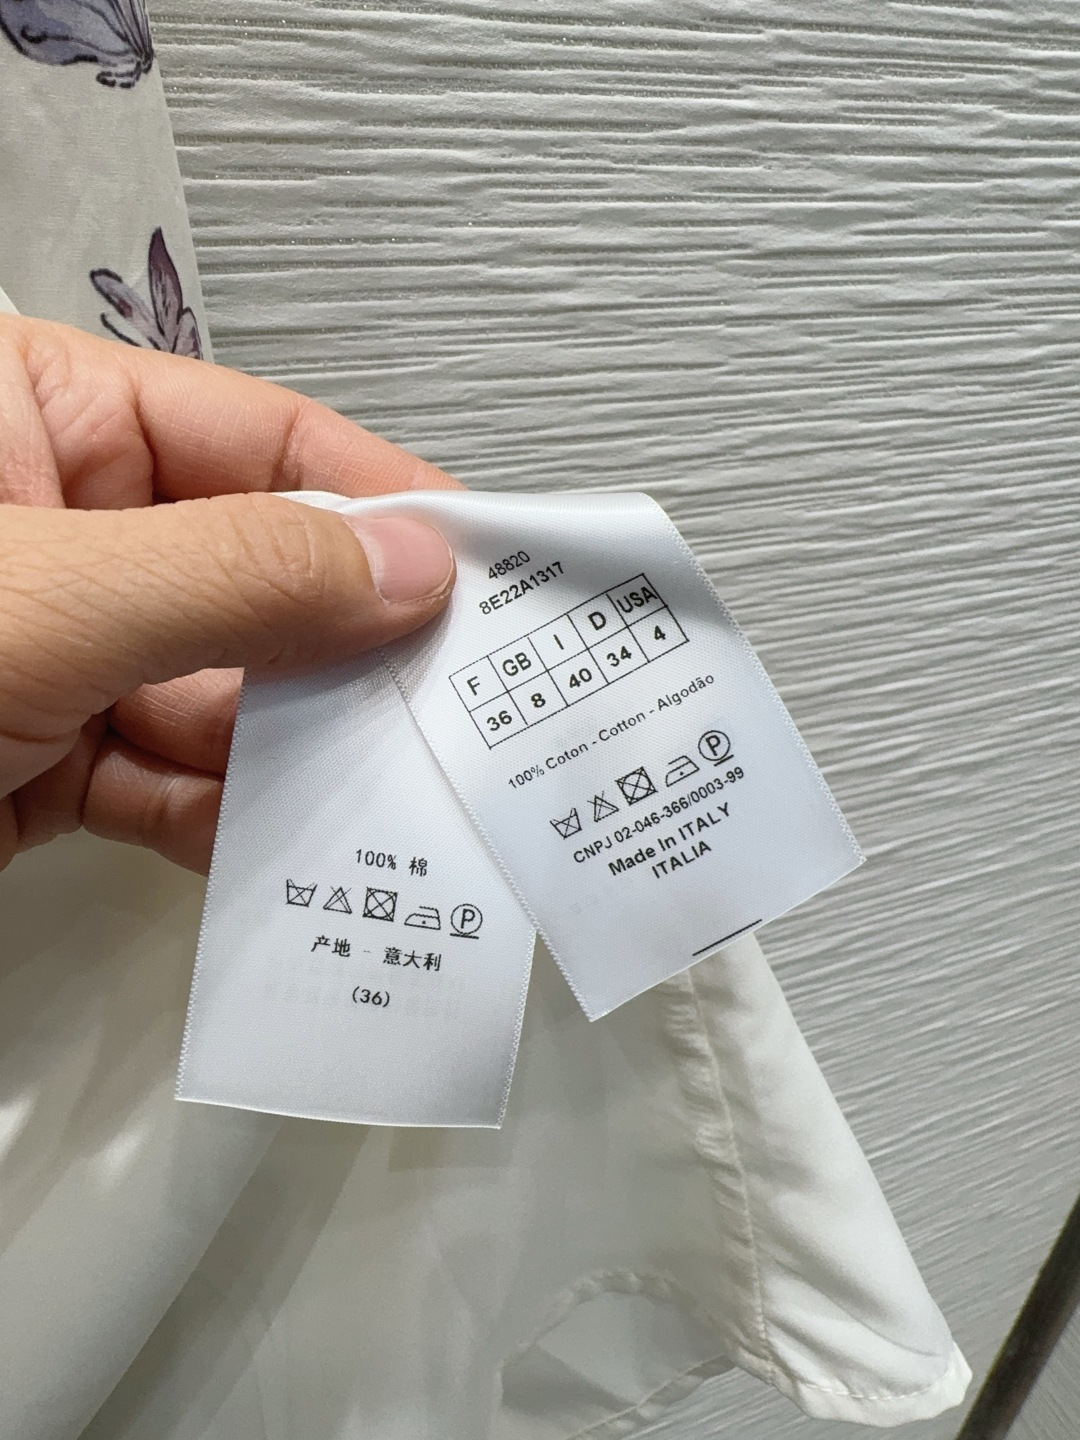 48820
8E22A1317
F GB I D USA
36 8 40 34 4
100% Coton - Cotton - Algodão
P
CNPJ 02-046-366/0003-99
Made In ITALY
ITALIA
100% 棉
P
产地 - 意大利
(36)